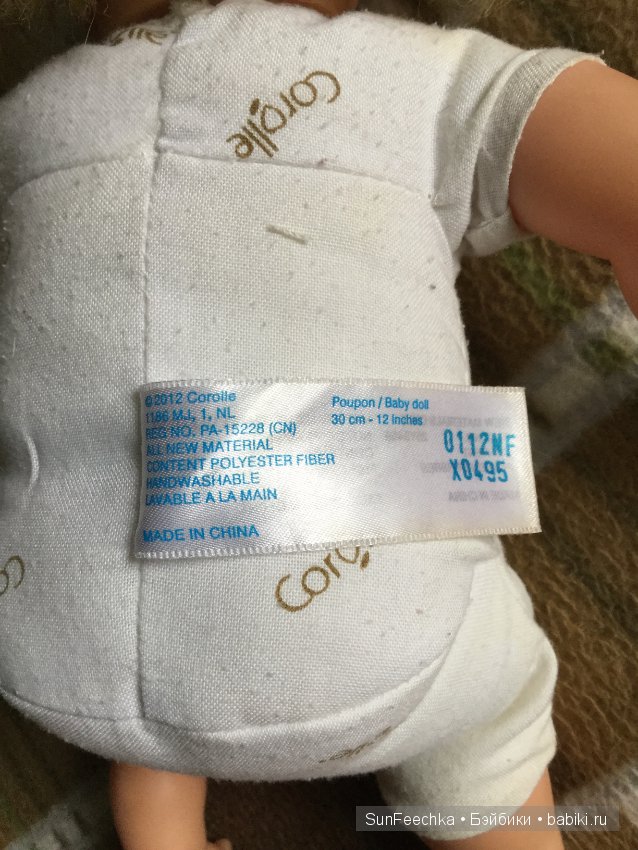 Corolle
©2012 Corolle
1186 MJ, 1, NL
REG NO. PA-15228 (CN)
ALL NEW MATERIAL
CONTENT POLYESTER FIBER
HANDWASHABLE
LAVABLE A LA MAIN
MADE IN CHINA
Poupon / Baby doll
30 cm - 12 inches
0112NF
X0495
Coro
Co
SunFeechka • Бэйбики • babiki.ru